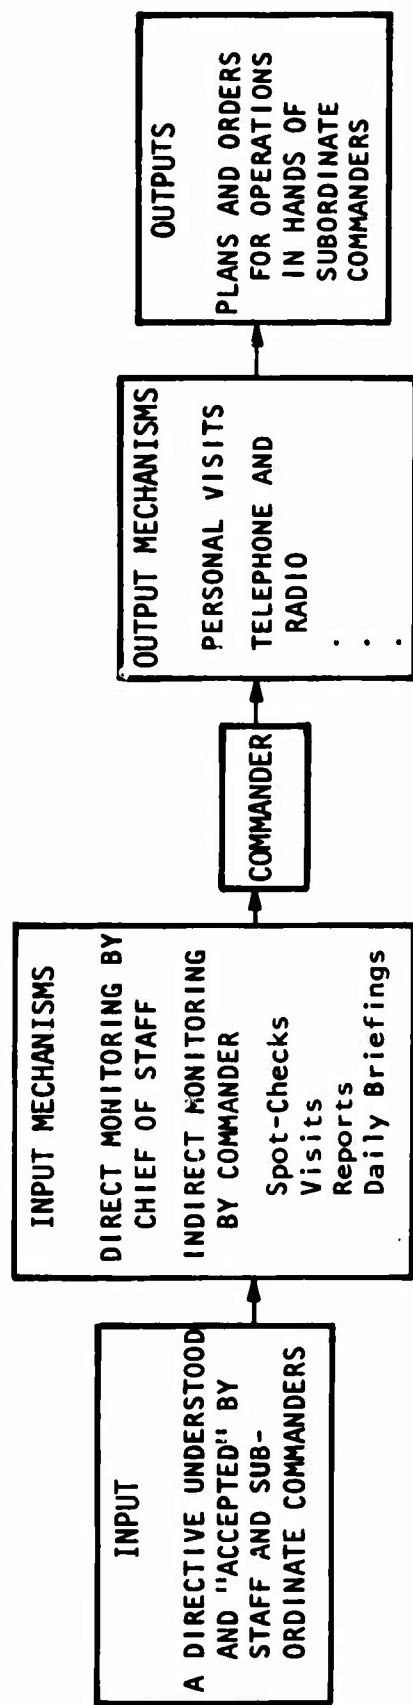 INPUT
A DIRECTIVE UNDERSTOOD
AND "ACCEPTED" BY
STAFF AND SUB-
ORDINATE COMMANDERS
INPUT MECHANISMS
DIRECT MONITORING BY
CHIEF OF STAFF
INDIRECT MONITORING
BY COMMANDER
Spot-Checks
Visits
Reports
Daily Briefings
COMMANDER
OUTPUT MECHANISMS
PERSONAL VISITS
TELEPHONE AND
RADIO
. . .
OUTPUTS
PLANS AND ORDERS
FOR OPERATIONS
IN HANDS OF
SUBORDINATE
COMMANDERS